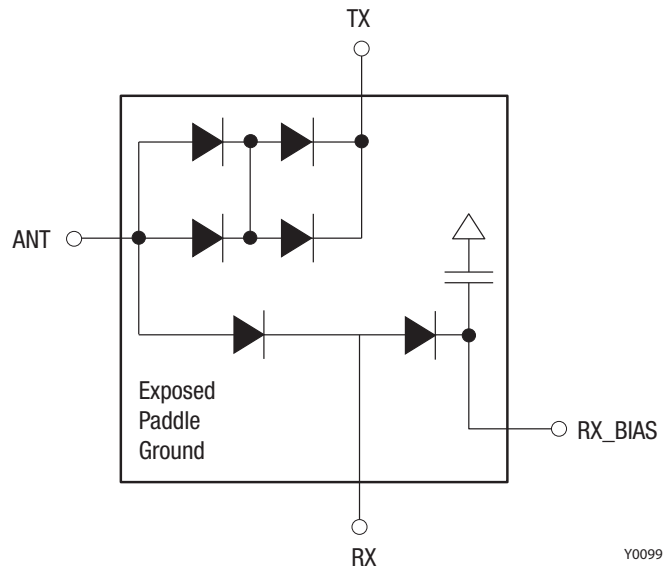 TX
ANT
Exposed
Paddle
Ground
RX_BIAS
RX
Y0099